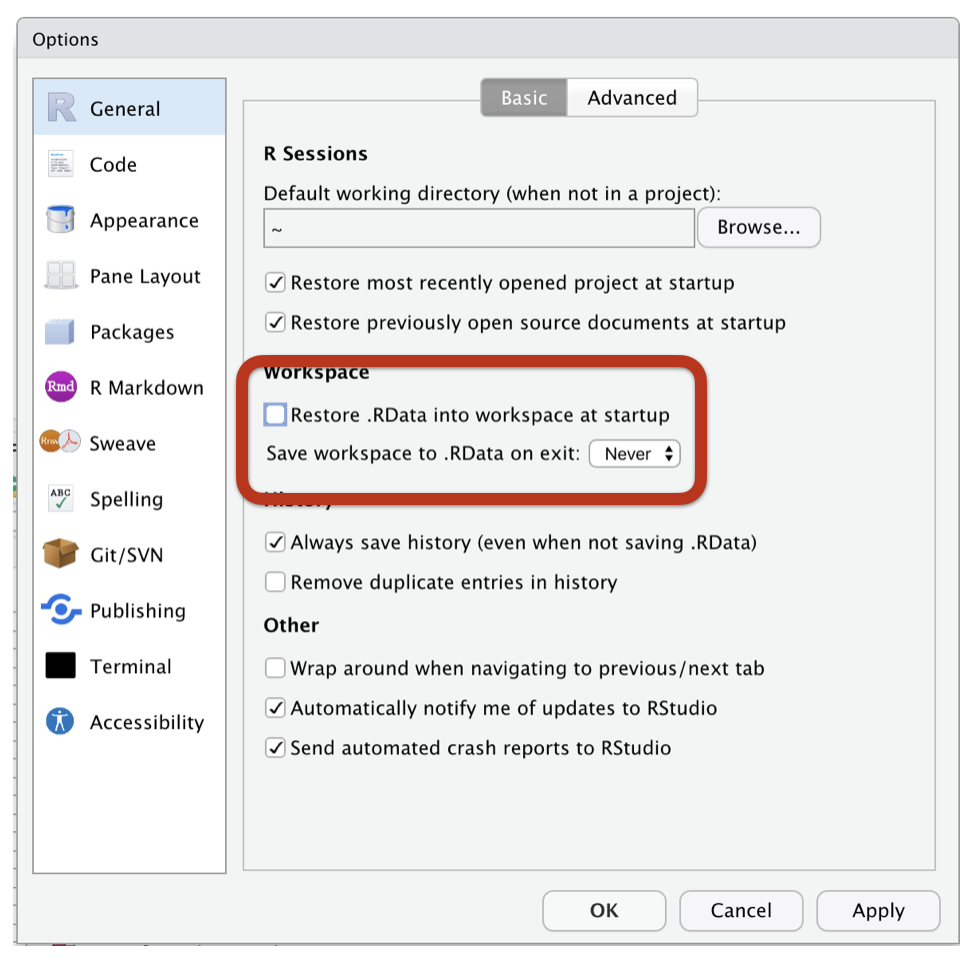 Options
General
Code
Appearance
Pane Layout
Packages
Rmd R Markdown
Rnw Sweave
ABC Spelling
Git/SVN
Publishing
Terminal
Accessibility
Basic Advanced
R Sessions
Default working directory (when not in a project):
~ Browse...
Restore most recently opened project at startup
Restore previously open source documents at startup
Workspace
Restore .RData into workspace at startup
Save workspace to .RData on exit: Never
History
Always save history (even when not saving .RData)
Remove duplicate entries in history
Other
Wrap around when navigating to previous/next tab
Automatically notify me of updates to RStudio
Send automated crash reports to RStudio
OK Cancel Apply